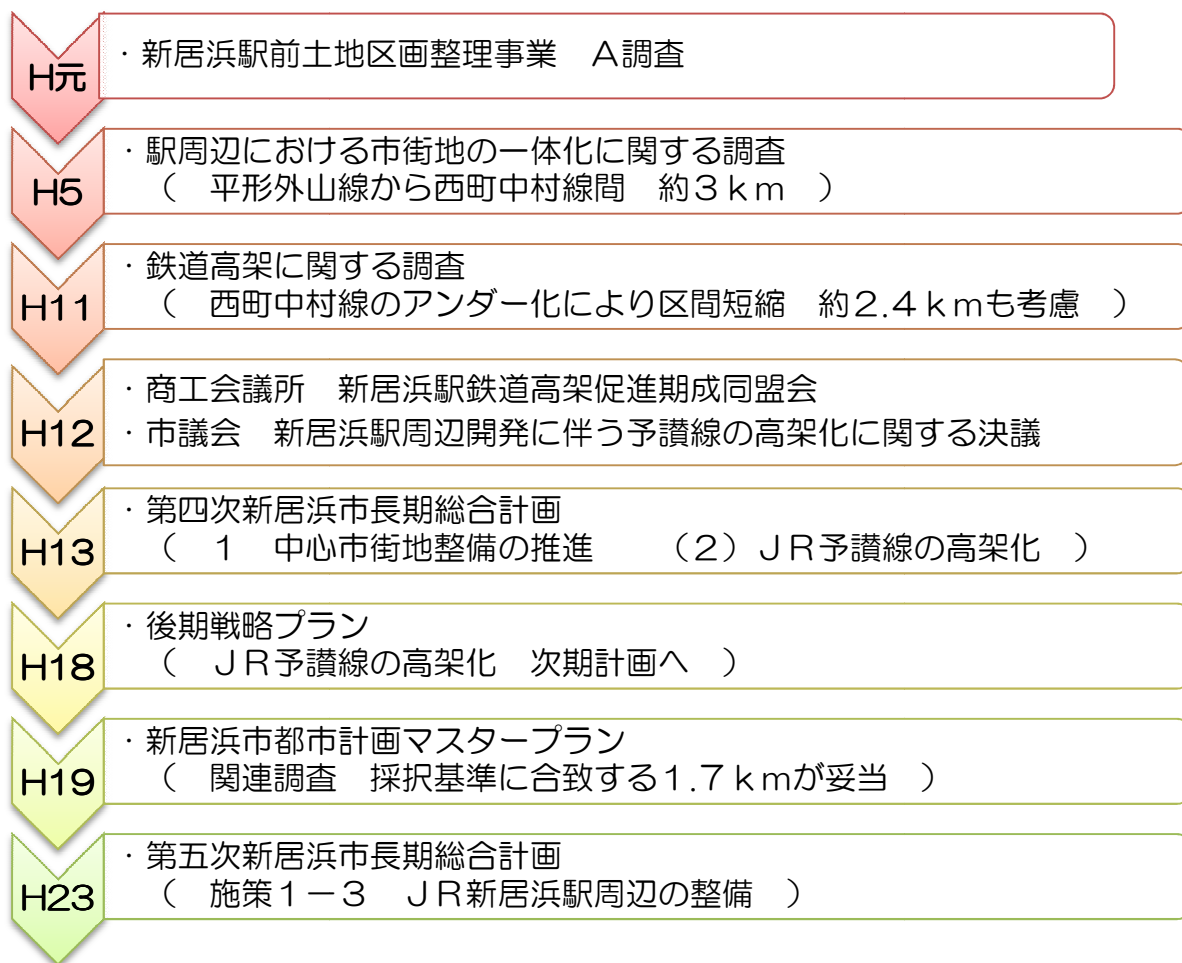 H元
・新居浜駅前土地区画整理事業　A調査
H5
・駅周辺における市街地の一体化に関する調査
（　平形外山線から西町中村線間　約３ｋｍ　）
H11
・鉄道高架に関する調査
（　西町中村線のアンダー化により区間短縮　約２.４ｋｍも考慮　）
H12
・商工会議所　新居浜駅鉄道高架促進期成同盟会
・市議会　新居浜駅周辺開発に伴う予讃線の高架化に関する決議
H13
・第四次新居浜市長期総合計画
（　１　中心市街地整備の推進　　（２）ＪＲ予讃線の高架化　）
H18
・後期戦略プラン
（　ＪＲ予讃線の高架化　次期計画へ　）
H19
・新居浜市都市計画マスタープラン
（　関連調査　採択基準に合致する１.７ｋｍが妥当　）
H23
・第五次新居浜市長期総合計画
（　施策１－３　ＪＲ新居浜駅周辺の整備　）